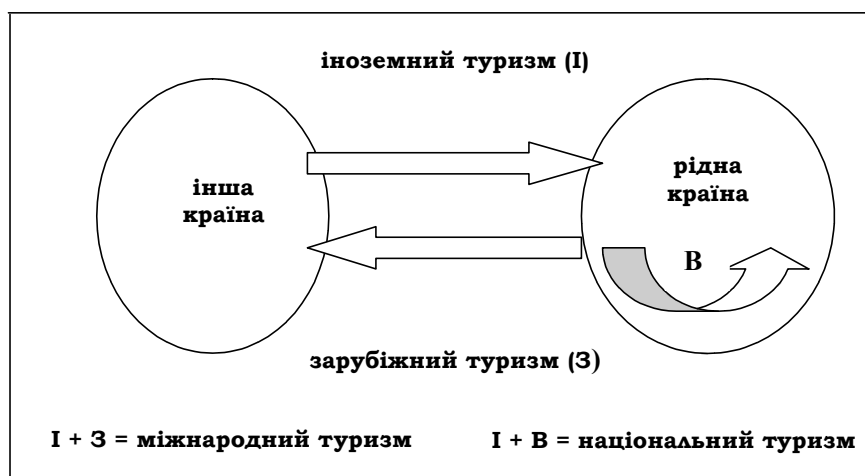 іноземний туризм (І)
інша
країна
рідна
країна
В
зарубіжний туризм (З)
І + З = міжнародний туризм
І + В = національний туризм